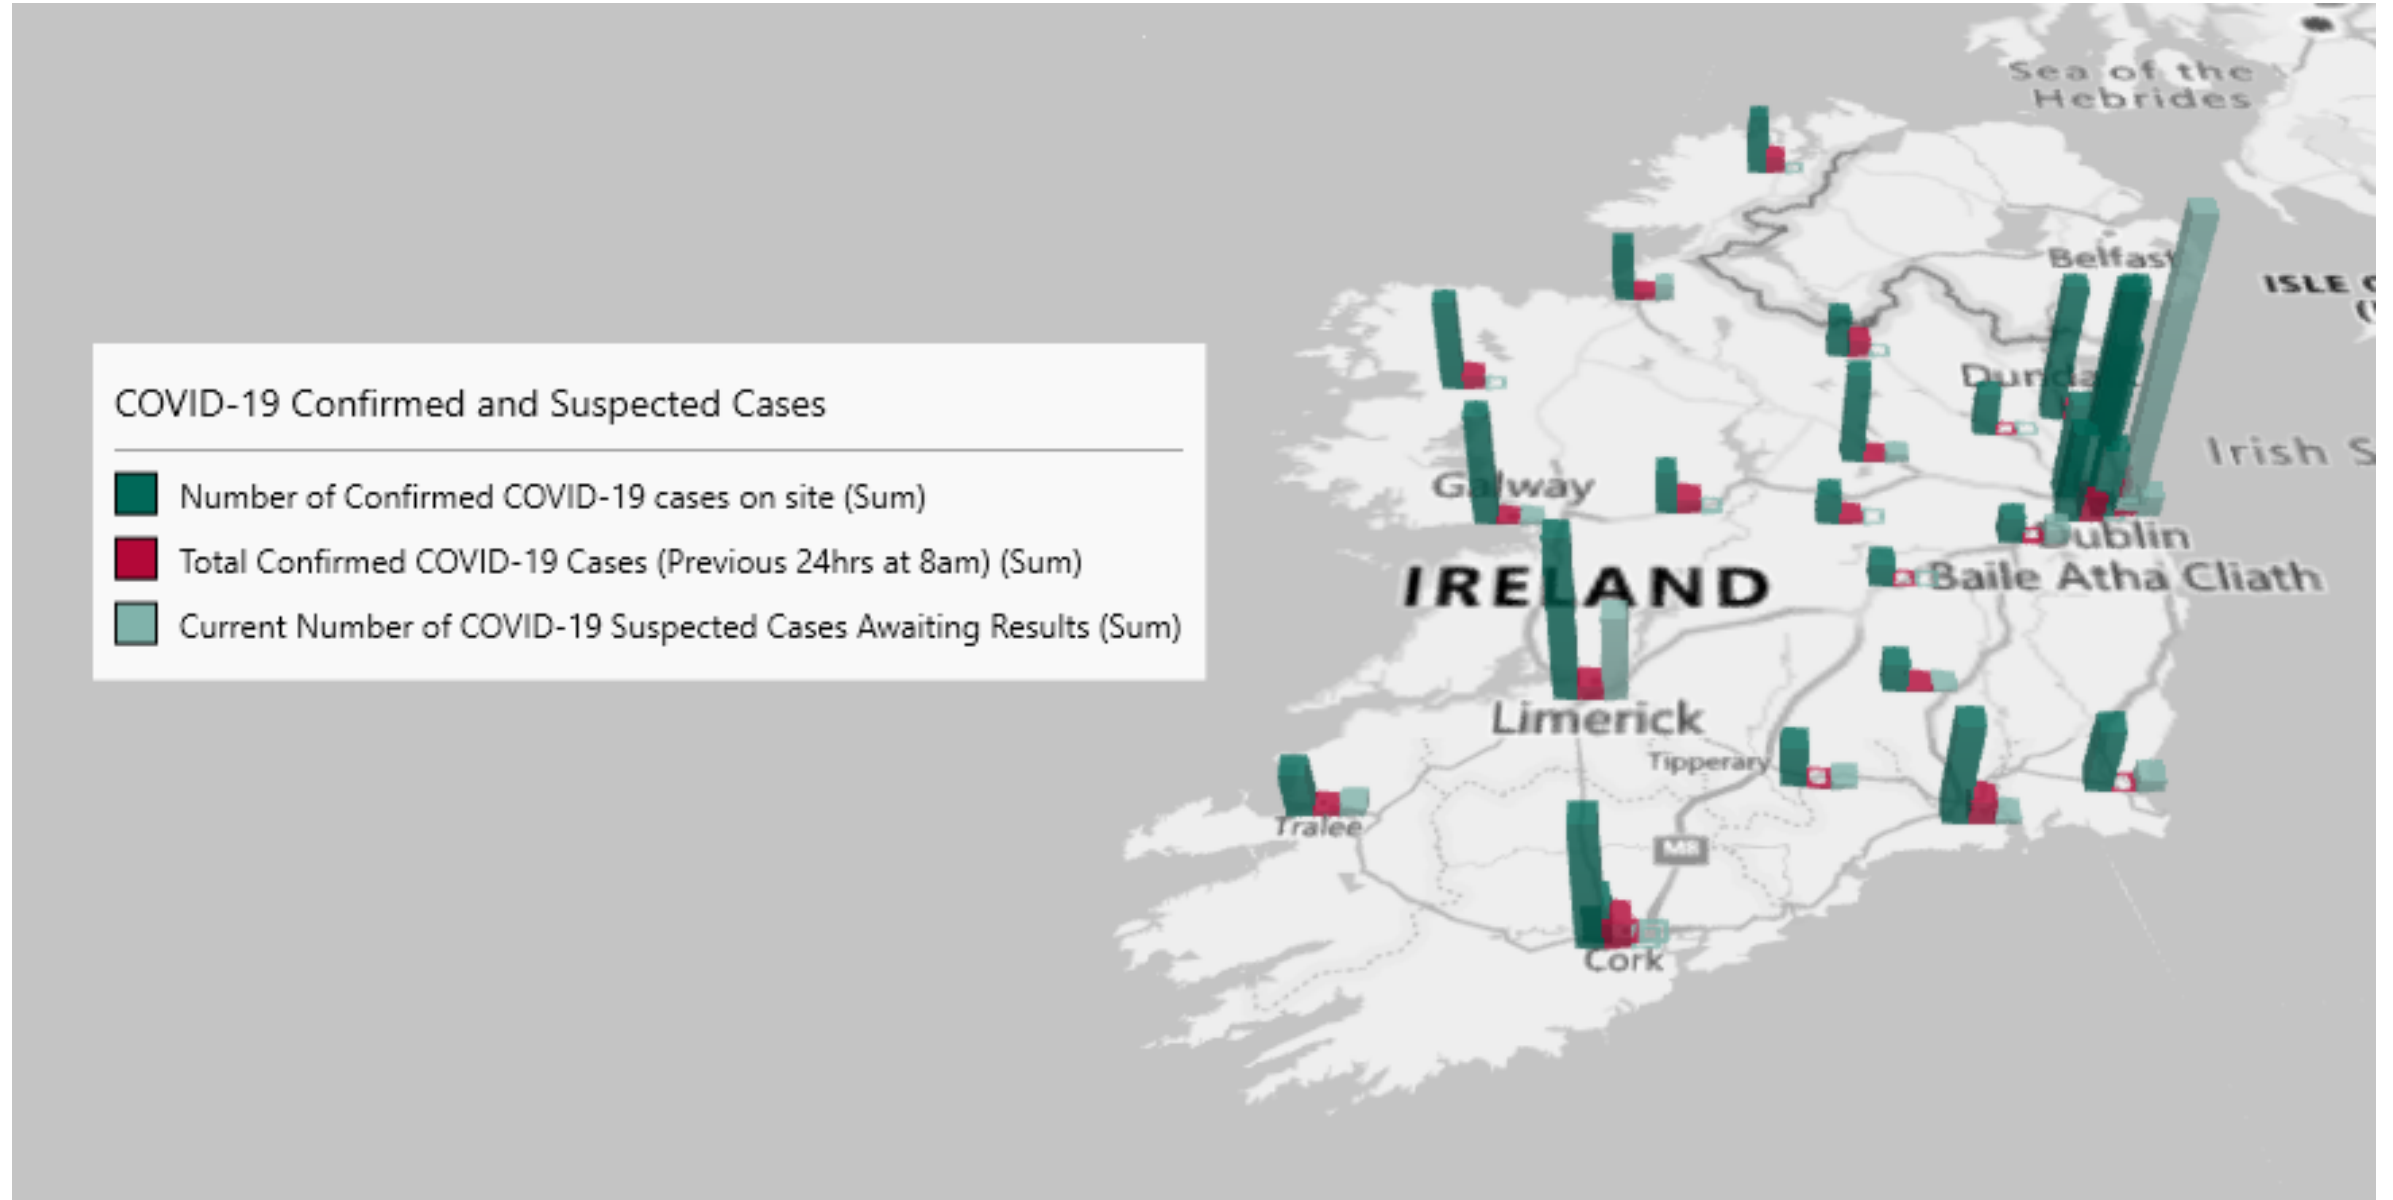 Sea of the
Hebrides
Belfast
ISLE
Irish S
Galway
Dublin
Baile Atha Cliath
IRELAND
COVID-19 Confirmed and Suspected Cases
Number of Confirmed COVID-19 cases on site (Sum)
Total Confirmed COVID-19 Cases (Previous 24hrs at 8am) (Sum)
Current Number of COVID-19 Suspected Cases Awaiting Results (Sum)
Limerick
Tipperary
Tralee
M8
Cork